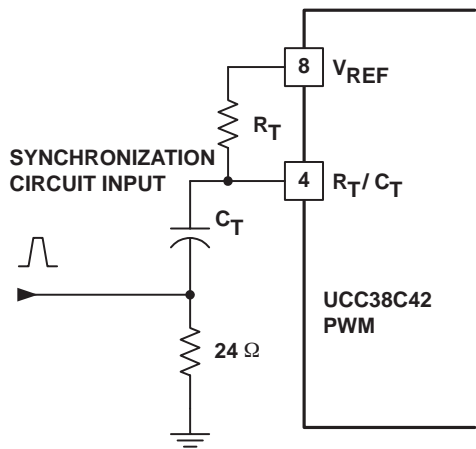 8 VREF
RT
SYNCHRONIZATION
CIRCUIT INPUT
4 RT/ CT
CT
UCC38C42
PWM
24 Ω